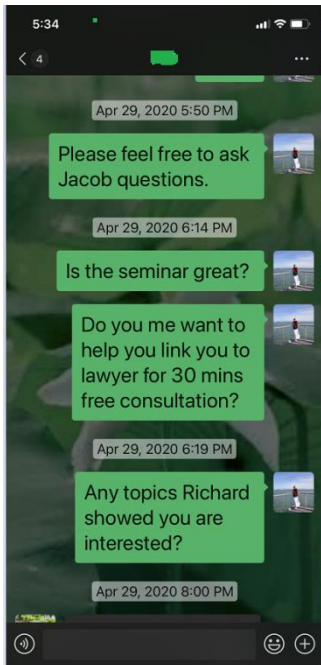 5:34
4
Apr 29, 2020 5:50 PM
Please feel free to ask
Jacob questions.
Apr 29, 2020 6:14 PM
Is the seminar great?
Do you me want to
help you link you to
lawyer for 30 mins
free consultation?
Apr 29, 2020 6:19 PM
Any topics Richard
showed you are
interested?
Apr 29, 2020 8:00 PM